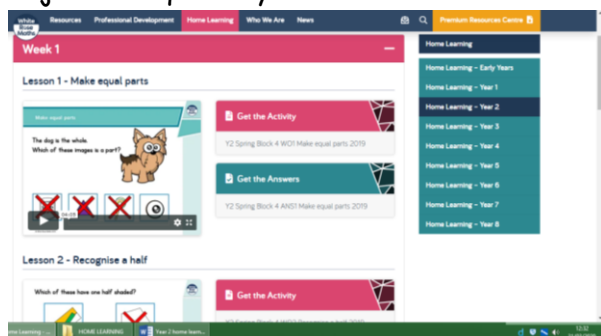 White Rose Maths
Resources Professional Development Home Learning Who We Are News
Premium Resources Centre
Week 1
Lesson 1 - Make equal parts
Make equal parts
The dog is the whole.
Which of these images is a part?
Get the Activity
Y2 Spring Block 4 WO1 Make equal parts 2019
Get the Answers
Y2 Spring Block 4 ANS1 Make equal parts 2019
Lesson 2 - Recognise a half
Which of these have one half shaded?
Get the Activity
Home Learning
Home Learning – Early Years
Home Learning – Year 1
Home Learning – Year 2
Home Learning – Year 3
Home Learning – Year 4
Home Learning – Year 5
Home Learning – Year 6
Home Learning – Year 7
Home Learning – Year 8
HOME LEARNING
Year 2 home learn...
12:32